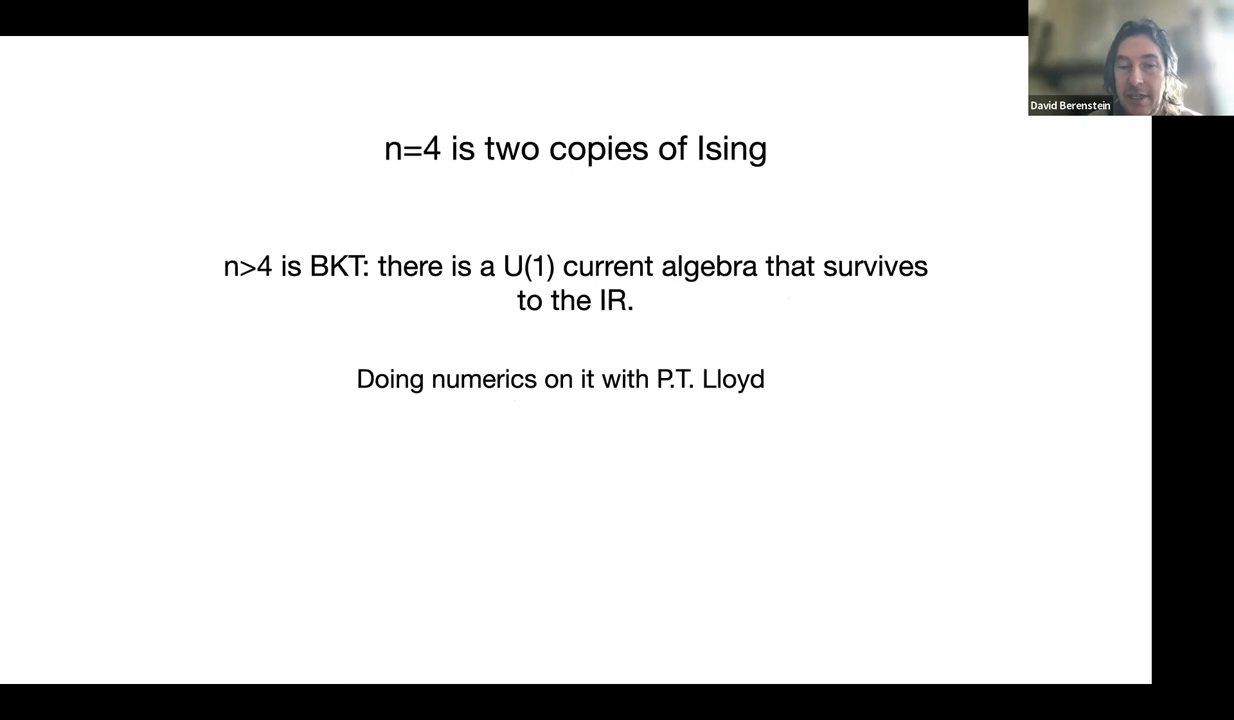 David Berenstein
n=4 is two copies of Ising
n>4 is BKT: there is a U(1) current algebra that survives
to the IR.
Doing numerics on it with P.T. Lloyd